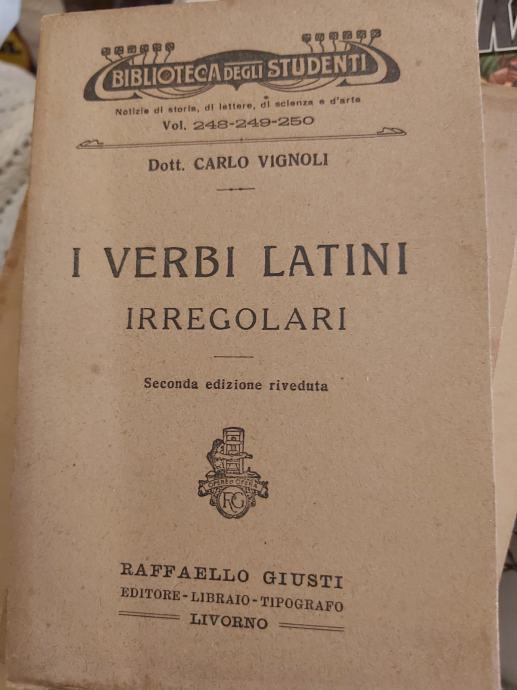 BIBLIOTECA DEGLI STUDENTI
Notizie di storia, di lettere, di scienza e d'arte
Vol. 248-249-250
Dott. CARLO VIGNOLI
I VERBI LATINI
IRREGOLARI
Seconda edizione riveduta
RG
RAFFAELLO GIUSTI
EDITORE-LIBRAIO-TIPOGRAFO
LIVORNO